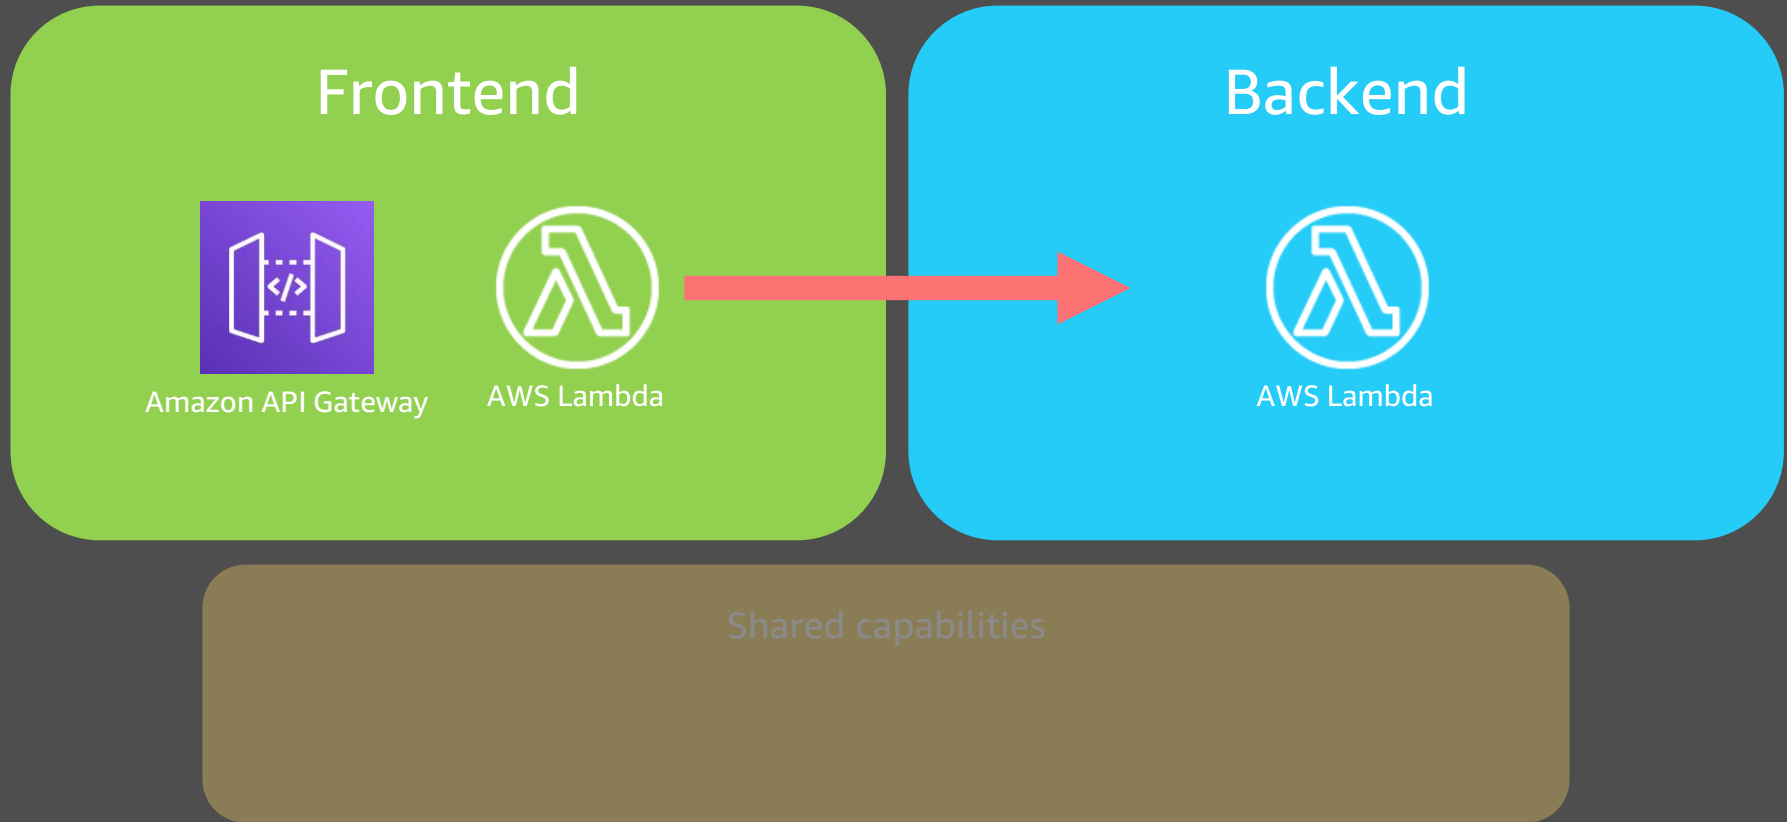 Frontend
Backend
Amazon API Gateway
AWS Lambda
AWS Lambda
Shared capabilities